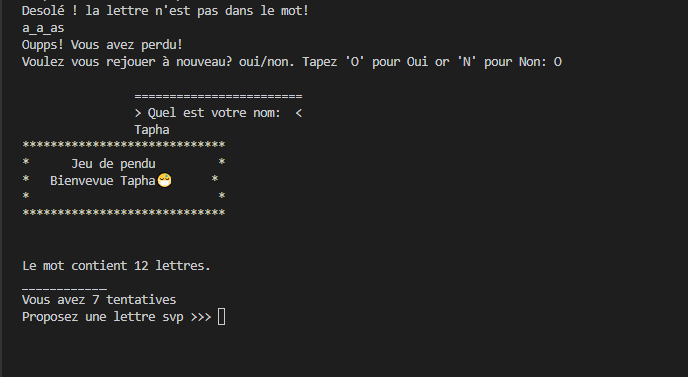 Desolé ! la lettre n'est pas dans le mot!
a_a_as
Oupps! Vous avez perdu!
Voulez vous rejouer à nouveau? oui/non. Tapez 'O' pour Oui or 'N' pour Non: O
========================
> Quel est votre nom:  <
Tapha
*****************************
*      Jeu de pendu         *
*   Bienvevue Tapha😷      *
*                           *
*****************************
Le mot contient 12 lettres.
____________
Vous avez 7 tentatives
Proposez une lettre svp >>>